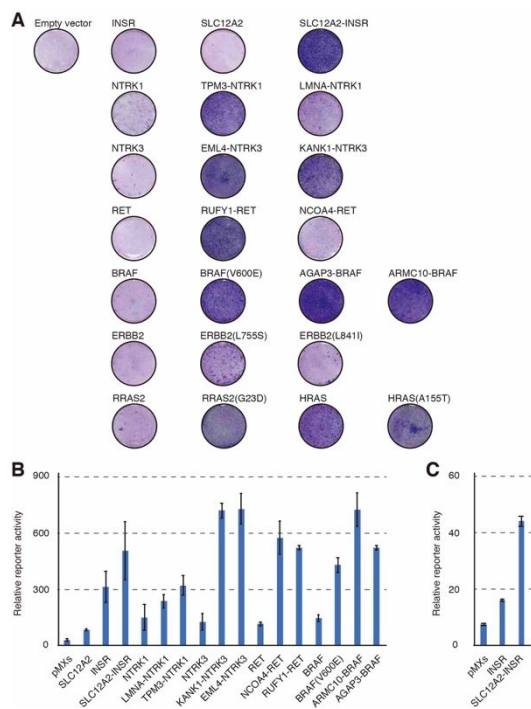 A
Empty vector INSR SLC12A2 SLC12A2-INSR
NTRK1 TPM3-NTRK1 LMNA-NTRK1
NTRK3 EML4-NTRK3 KANK1-NTRK3
RET RUFY1-RET NCOA4-RET
BRAF BRAF(V600E) AGAP3-BRAF ARMC10-BRAF
ERBB2 ERBB2(L755S) ERBB2(L841I)
RRAS2 RRAS2(G23D) HRAS HRAS(A155T)
B
Relative reporter activity
900
600
300
0
pMXs SLC12A2 INSR SLC12A2-INSR NTRK1 LMNA-NTRK1 TPM3-NTRK1 NTRK3 KANK1-NTRK3 EML4-NTRK3 RET NCOA4-RET RUFY1-RET BRAF BRAF(V600E) ARMC10-BRAF AGAP3-BRAF
C
Relative reporter activity
60
40
20
0
pMXs INSR SLC12A2-INSR